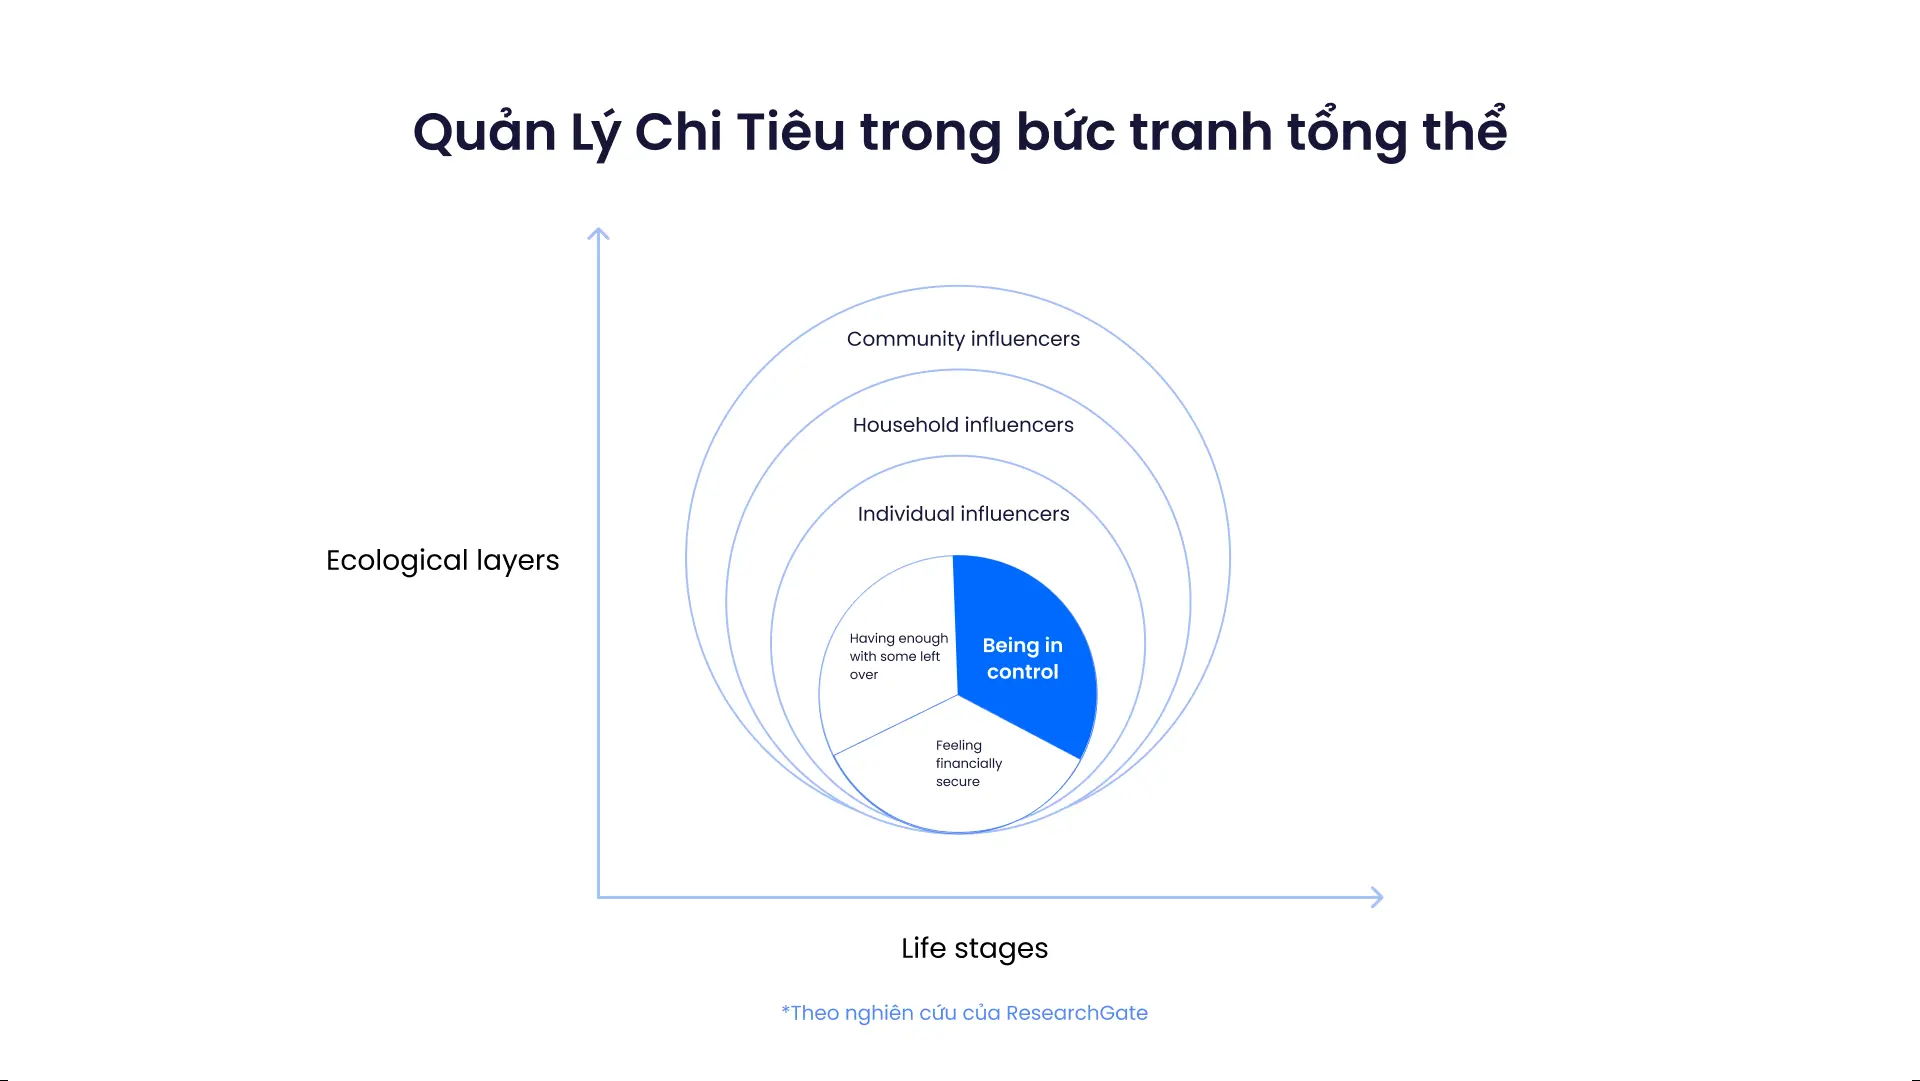 Quản Lý Chi Tiêu trong bức tranh tổng thể
Community influencers
Household influencers
Individual influencers
Ecological layers
Having enough
with some left
over
Being in
control
Feeling
financially
secure
Life stages
*Theo nghiên cứu của ResearchGate